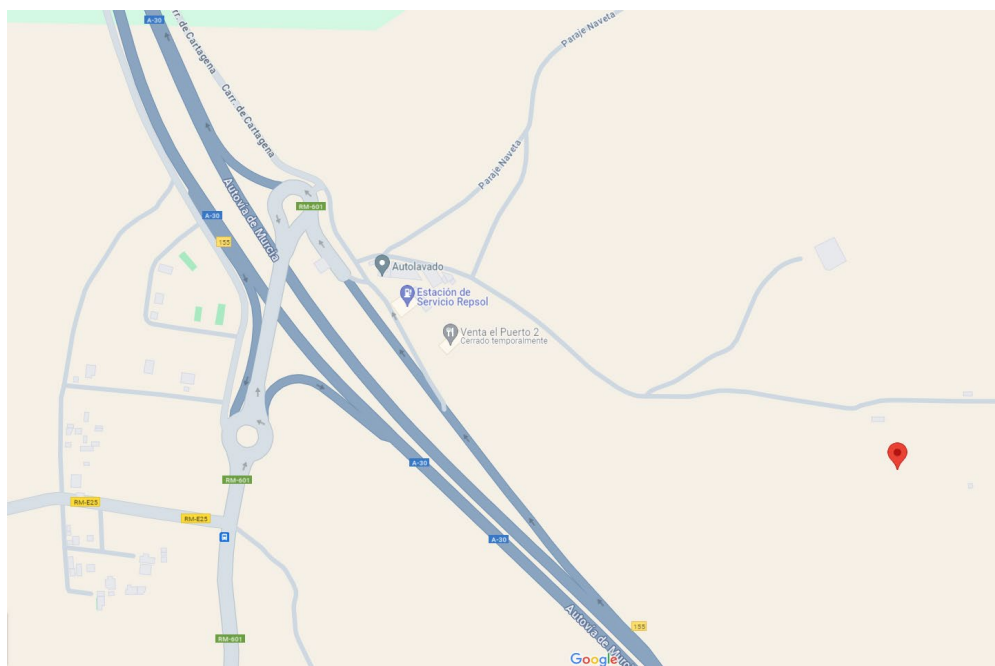 A-30
Carr. de Cartagena
Paraje Naveta
Carr. de Cartagena
Paraje Naveta
Autovía de Murcia
RM-601
A-30
155
Autolavado
Estación de
Servicio Repsol
Venta el Puerto 2
Cerrado temporalmente
A-30
RM-601
RM-E25
RM-E25
A-30
Autovía de Murc
155
RM-601
Google